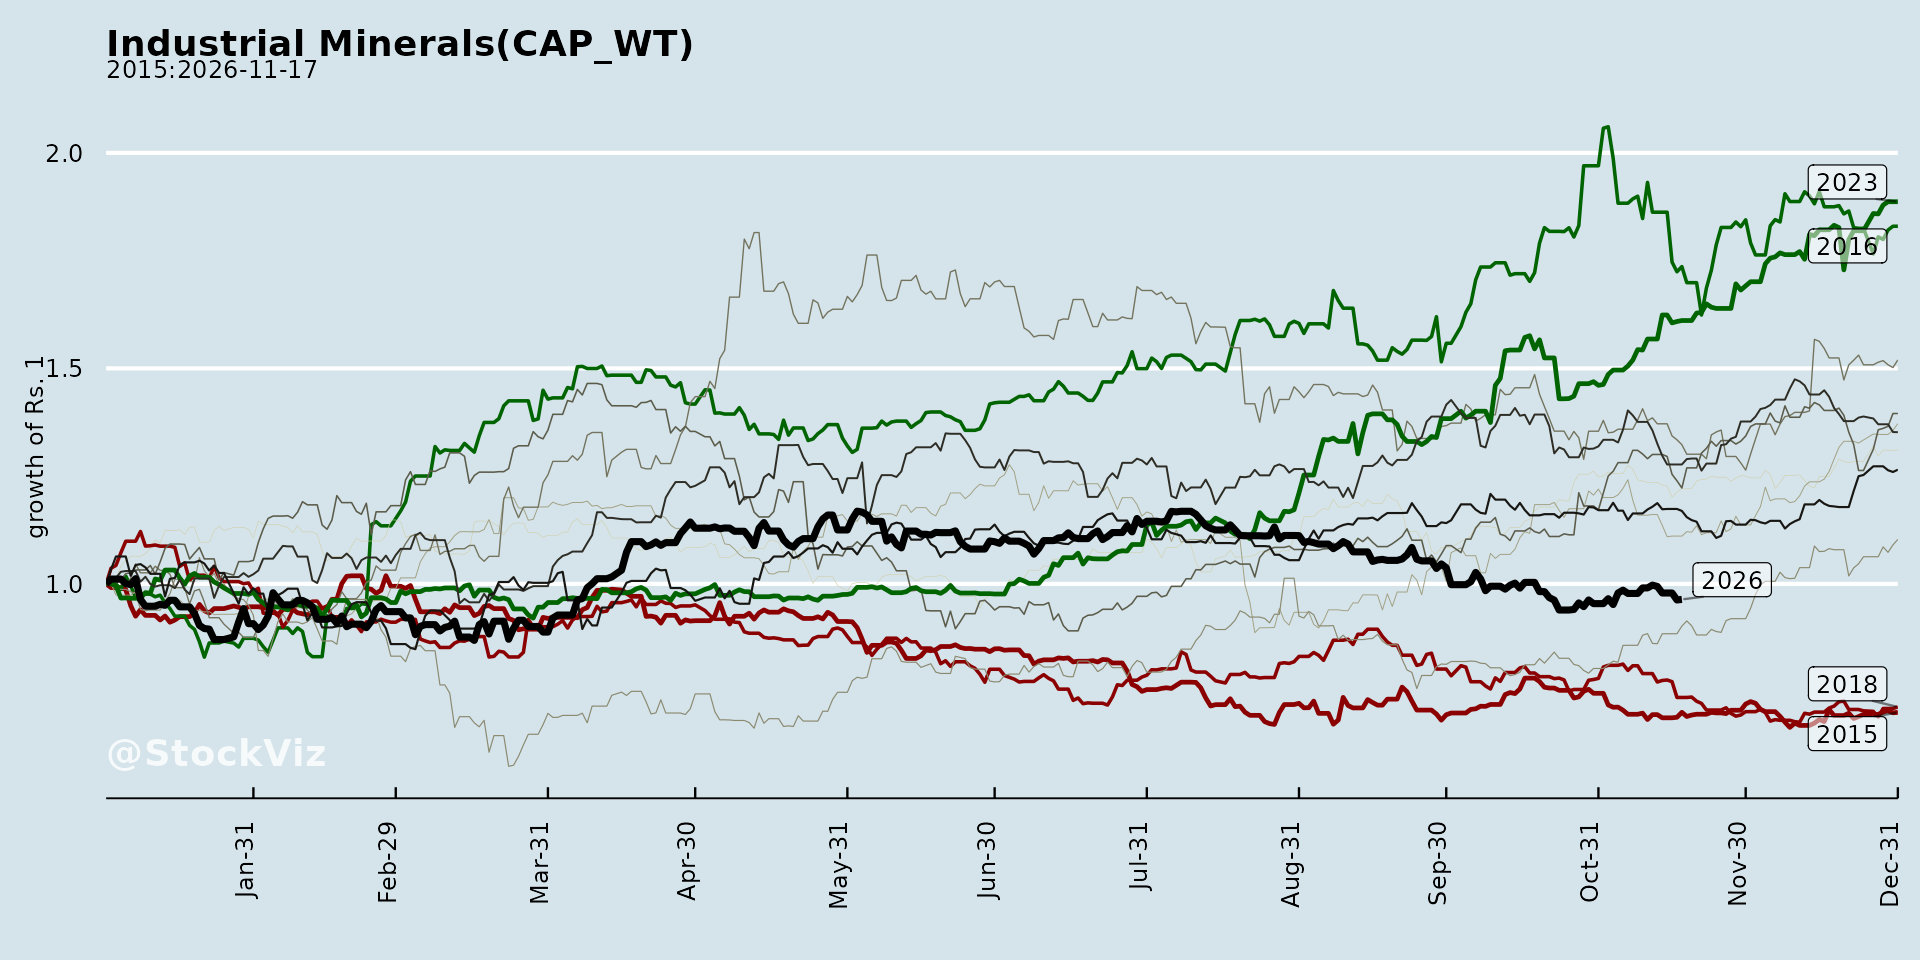 Industrial Minerals(CAP_WT)
2015:2026-11-17
growth of Rs. 1
2.0
1.5
1.0
2023
2016
2026
2018
2015
@StockViz
Jan-31
Feb-29
Mar-31
Apr-30
May-31
Jun-30
Jul-31
Aug-31
Sep-30
Oct-31
Nov-30
Dec-31